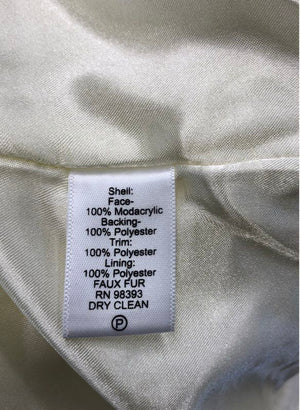 Shell:
Face-
100% Modacrylic
Backing-
100% Polyester
Trim:
100% Polyester
Lining:
100% Polyester
FAUX FUR
RN 98393
DRY CLEAN
P